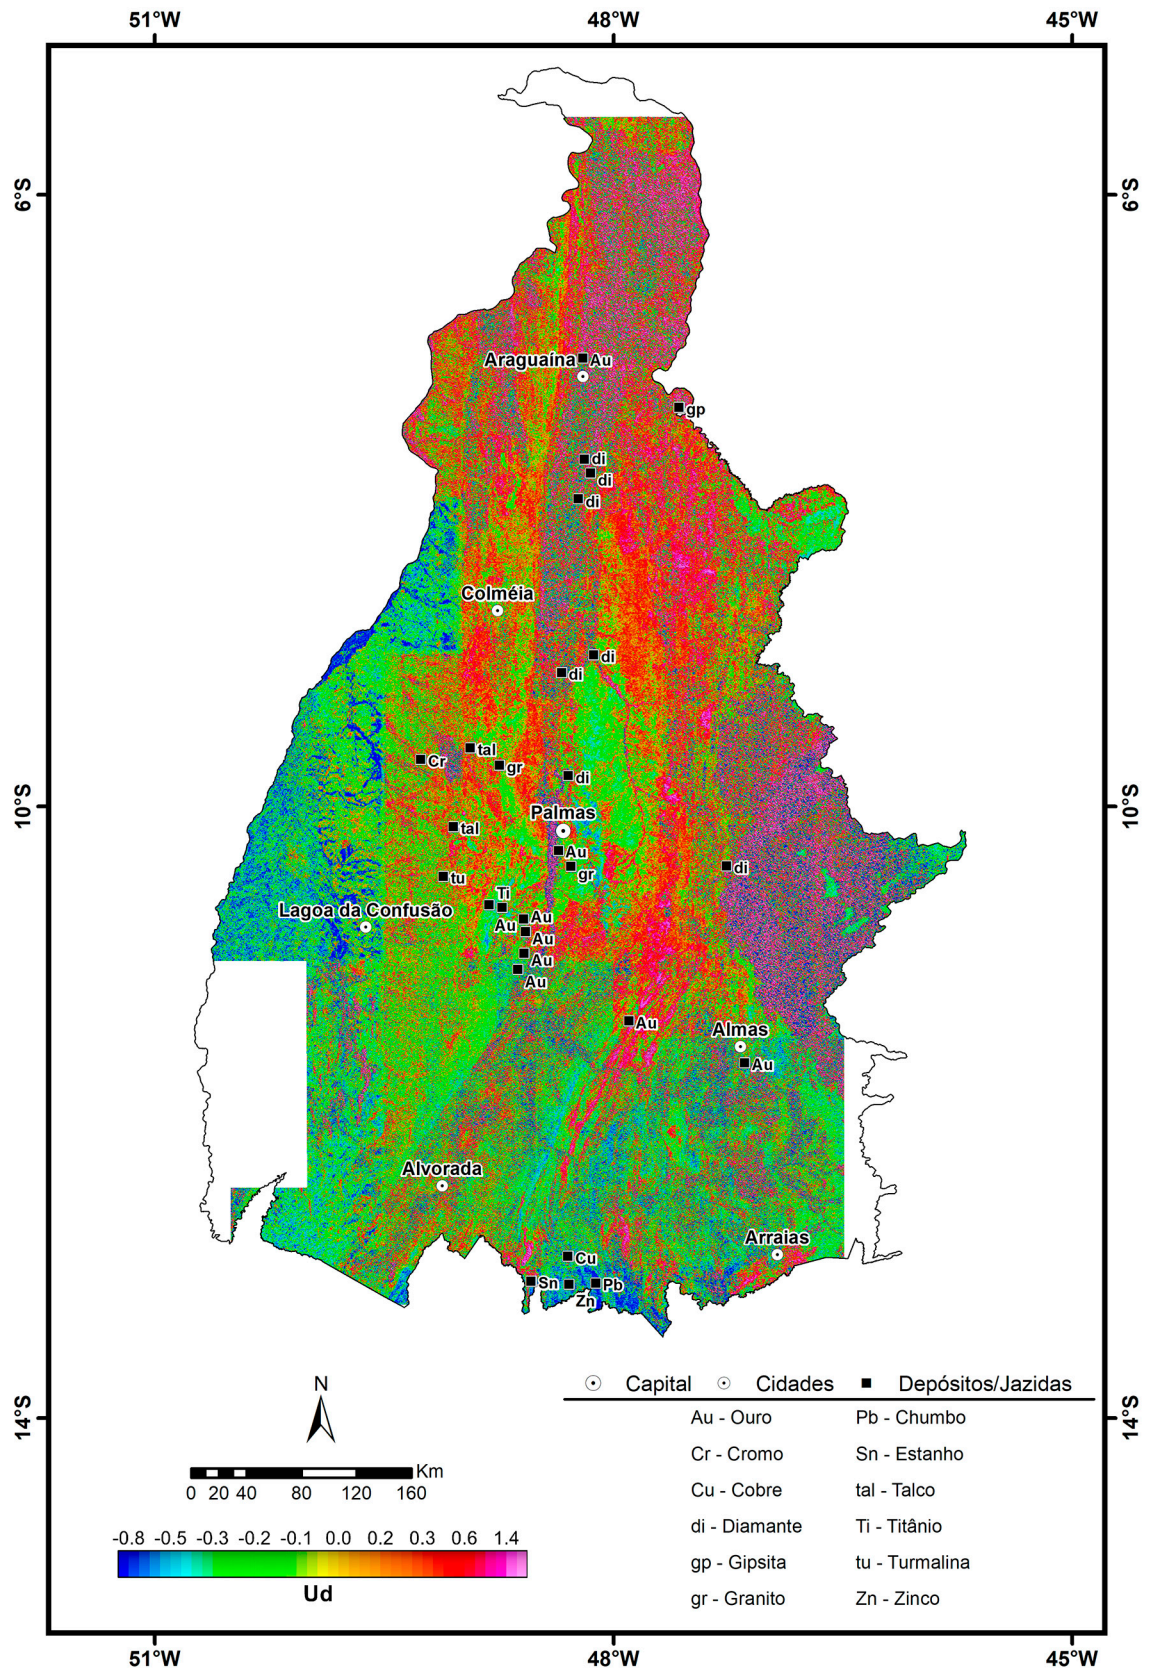 51°W 48°W 45°W
6°S 6°S
Araguaína Au
gp
di
di
di
Colméia
di
di
tal
Cr
gr
di
Palmas
tal
Au
gr
di
tu
Ti
Lagoa da Confusão
Au
Au
Au
Au
Au
10°S 10°S
Au
Almas
Au
Alvorada
Arraias
Cu
Sn
Pb
Zn
N
Capital Cidades Depósitos/Jazidas
Au - Ouro Pb - Chumbo
Cr - Cromo Sn - Estanho
Cu - Cobre tal - Talco
di - Diamante Ti - Titânio
gp - Gipsita tu - Turmalina
gr - Granito Zn - Zinco
14°S 14°S
Km
0 20 40 80 120 160
-0.8 -0.5 -0.3 -0.2 -0.1 0.0 0.2 0.3 0.6 1.4
Ud
51°W 48°W 45°W